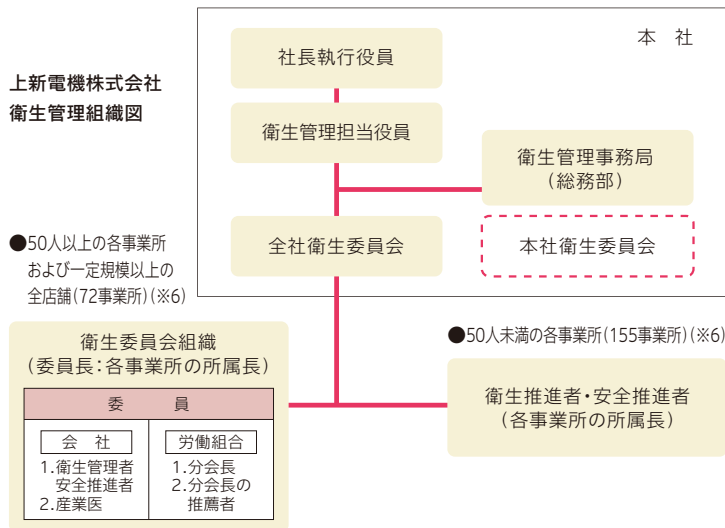 本 社
上新電機株式会社
衛生管理組織図
社長執行役員
衛生管理担当役員
衛生管理事務局
(総務部)
全社衛生委員会
本社衛生委員会
●50人以上の各事業所
および一定規模以上の
全店舗(72事業所)(※6)
衛生委員会組織
(委員長:各事業所の所属長)
委 員
会 社
1.衛生管理者
安全推進者
2.産業医
労働組合
1.分会長
2.分会長の
推薦者
●50人未満の各事業所(155事業所)(※6)
衛生推進者・安全推進者
(各事業所の所属長)